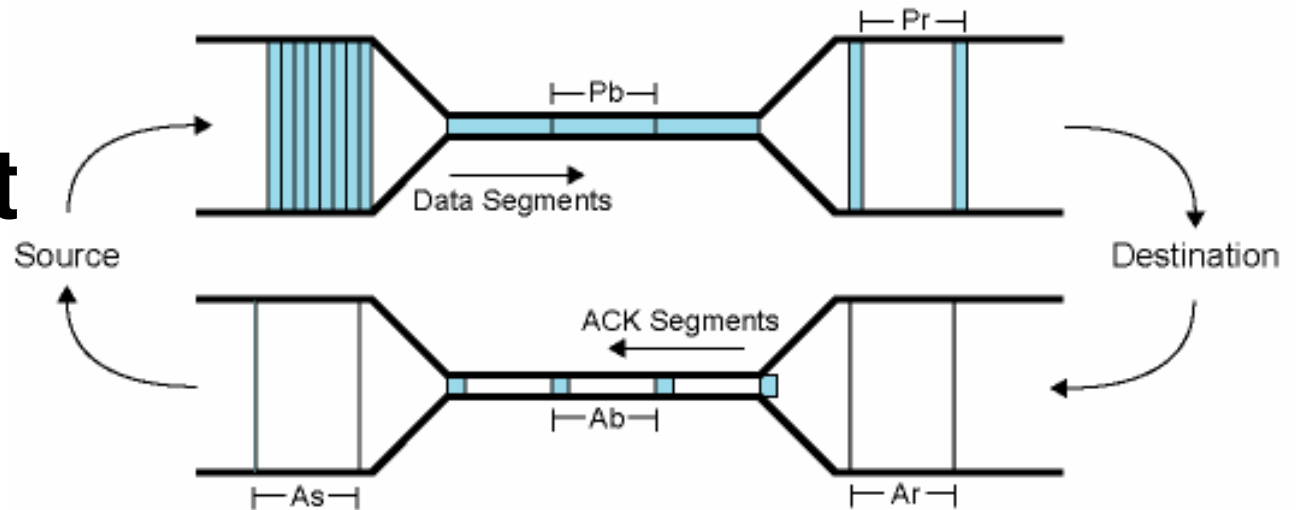 Pr
Pb
Data Segments
t
Source
Destination
ACK Segments
Ab
As
Ar